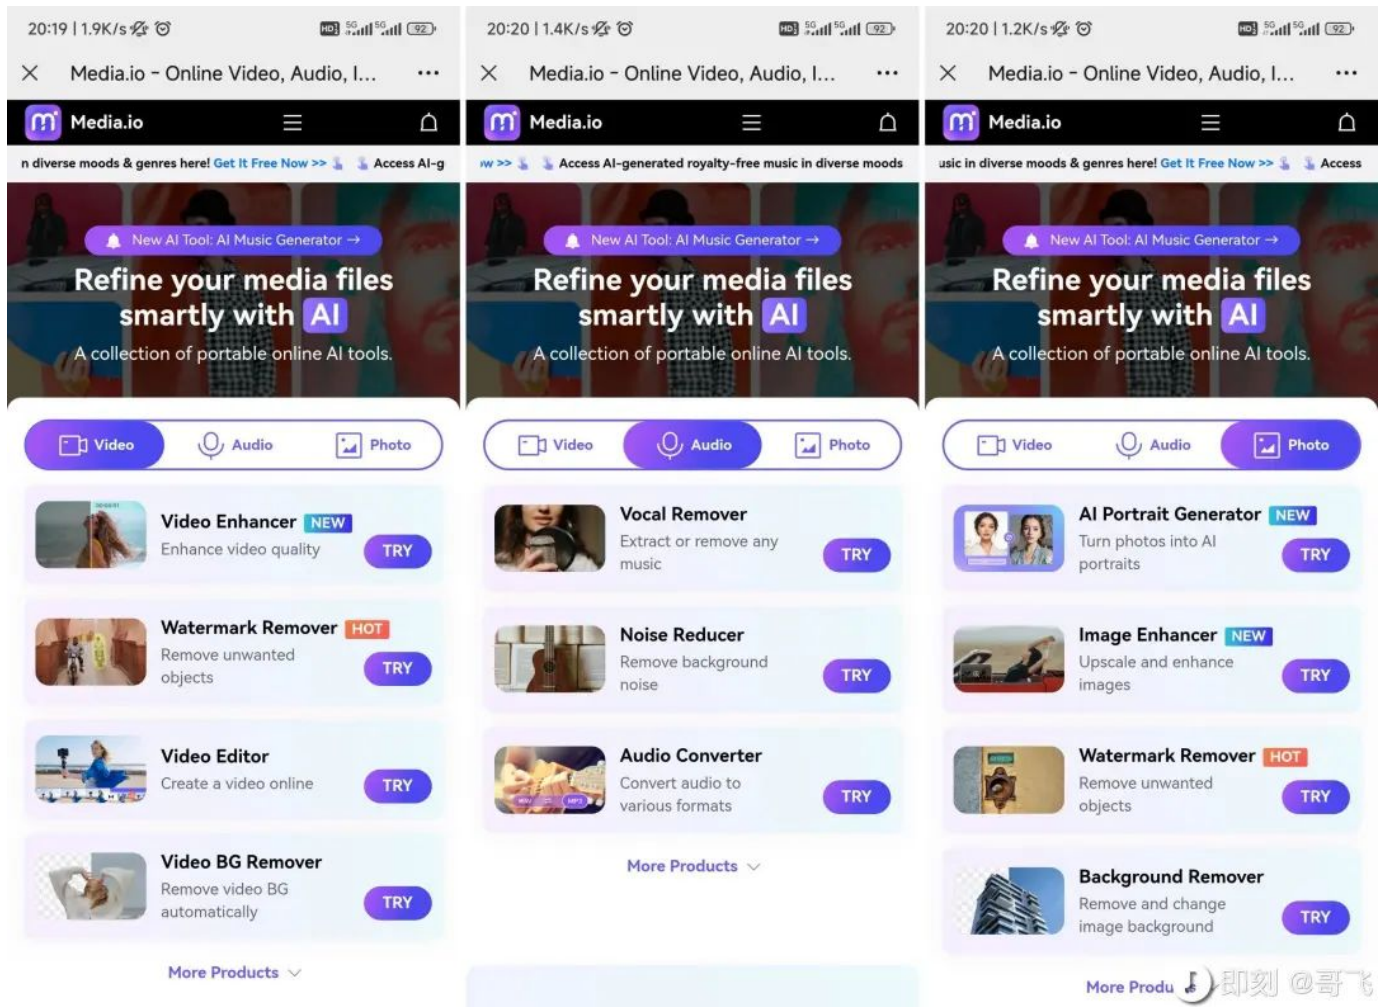 20:19 | 1.9K/s
HD 5G 5G 92
Media.io - Online Video, Audio, I...
Media.io
n diverse moods & genres here! Get It Free Now >> Access AI-g
New AI Tool: AI Music Generator →
Refine your media files
smartly with AI
A collection of portable online AI tools.
Video Audio Photo
Video Enhancer NEW
Enhance video quality
TRY
Watermark Remover HOT
Remove unwanted
objects
TRY
Video Editor
Create a video online
TRY
Video BG Remover
Remove video BG
automatically
TRY
More Products
20:20 | 1.4K/s
HD 5G 5G 92
Media.io - Online Video, Audio, I...
Media.io
ow >> Access AI-generated royalty-free music in diverse moods
New AI Tool: AI Music Generator →
Refine your media files
smartly with AI
A collection of portable online AI tools.
Video Audio Photo
Vocal Remover
Extract or remove any
music
TRY
Noise Reducer
Remove background
noise
TRY
Audio Converter
Convert audio to
various formats
TRY
MP3
More Products
20:20 | 1.2K/s
HD 5G 5G 92
Media.io - Online Video, Audio, I...
Media.io
usic in diverse moods & genres here! Get It Free Now >> Access
New AI Tool: AI Music Generator →
Refine your media files
smartly with AI
A collection of portable online AI tools.
Video Audio Photo
AI Portrait Generator NEW
Turn photos into AI
portraits
TRY
Image Enhancer NEW
Upscale and enhance
images
TRY
Watermark Remover HOT
Remove unwanted
objects
TRY
Background Remover
Remove and change
image background
TRY
More Produ s
即刻 @哥飞